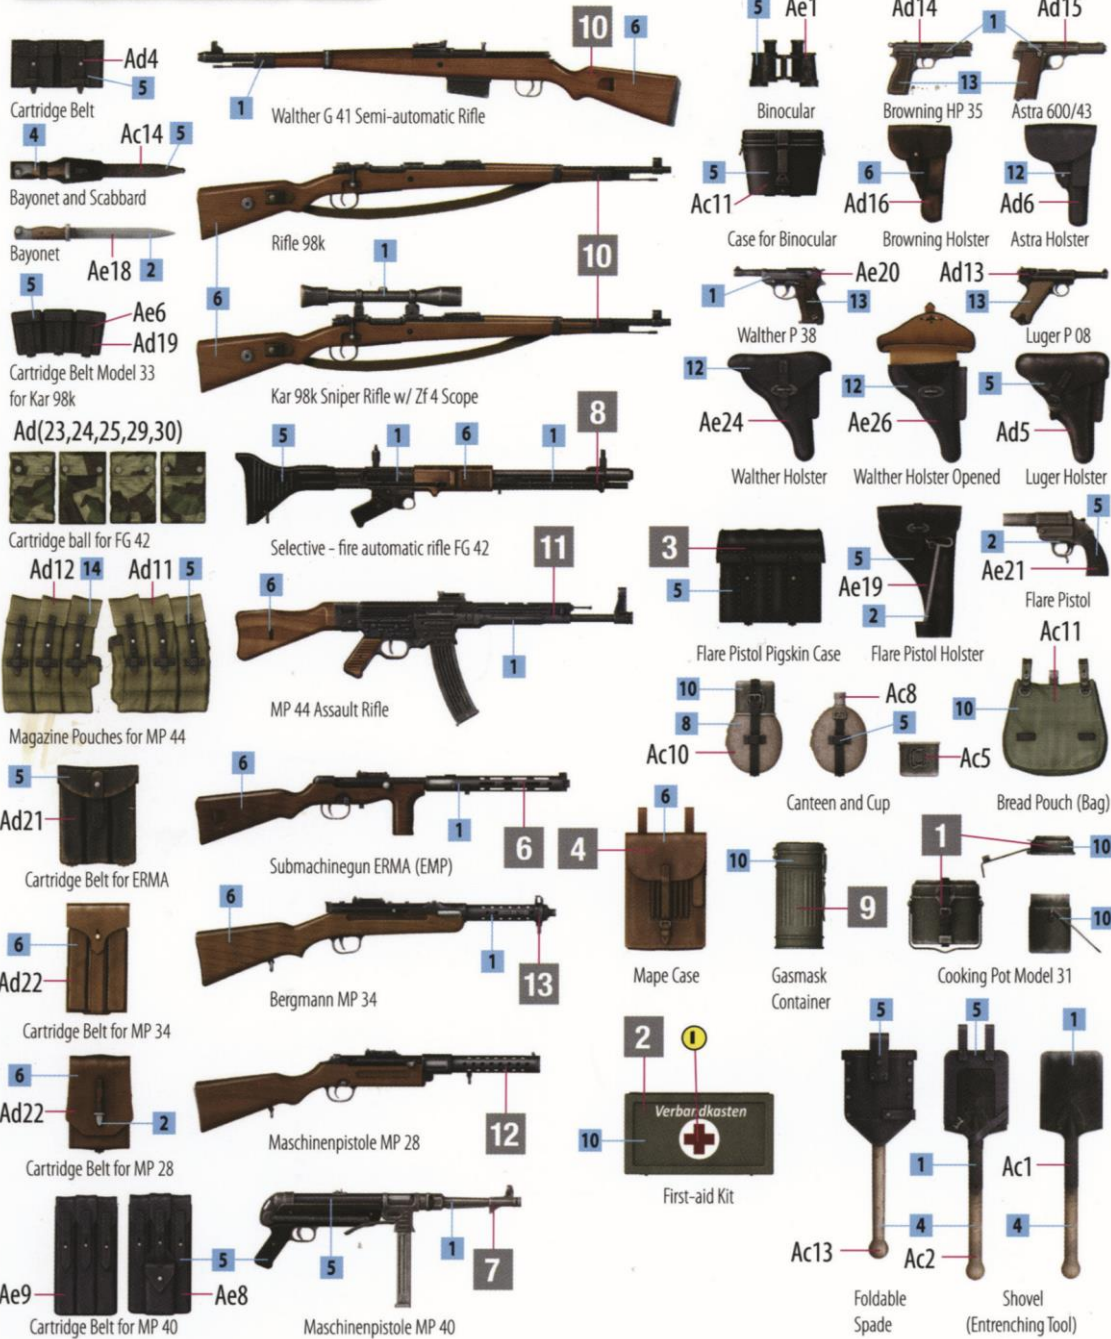 Ad4
5
Cartridge Belt
10
6
1
Walther G 41 Semi-automatic Rifle
5
Ae1
Binocular
Ad14
1
Ad15
13
Browning HP 35
Astra 600/43
4
Ac14
5
Bayonet and Scabbard
Bayonet
Ae18
2
Rifle 98k
10
5
Ac11
Case for Binocular
6
Ad16
Browning Holster
12
Ad6
Astra Holster
5
Ae6
Ad19
Cartridge Belt Model 33
for Kar 98k
6
1
Kar 98k Sniper Rifle w/ Zf 4 Scope
1
Ae20
13
Walther P 38
Ad13
13
Luger P 08
12
Ae24
Walther Holster
12
Ae26
Walther Holster Opened
5
Ad5
Luger Holster
Ad(23,24,25,29,30)
Cartridge ball for FG 42
5
1
6
1
8
Selective - fire automatic rifle FG 42
3
5
Flare Pistol Pigskin Case
5
Ae19
2
Flare Pistol Holster
5
2
Ae21
Flare Pistol
Ad12
14
Ad11
5
Magazine Pouches for MP 44
6
11
1
MP 44 Assault Rifle
10
8
Ac10
Ac8
5
Ac5
Canteen and Cup
Ac11
10
Bread Pouch (Bag)
5
Ad21
Cartridge Belt for ERMA
6
1
6
Submachinegun ERMA (EMP)
6
4
Mape Case
10
9
Gasmask
Container
1
10
10
Cooking Pot Model 31
6
Ad22
Cartridge Belt for MP 34
6
1
13
Bergmann MP 34
6
Ad22
2
Cartridge Belt for MP 28
12
Maschinenpistole MP 28
2
I
Verbandkasten
10
First-aid Kit
5
5
1
1
Ac1
4
4
Ac13
Ac2
Foldable
Spade
Shovel
(Entrenching Tool)
Ae9
5
Ae8
Cartridge Belt for MP 40
5
1
7
Maschinenpistole MP 40